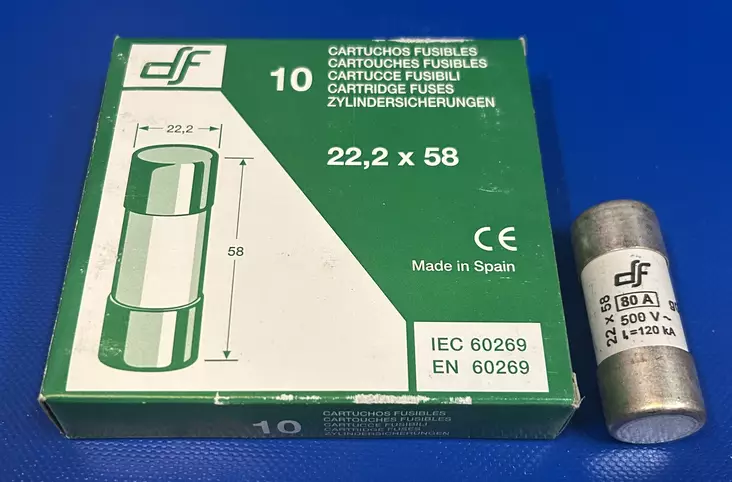 df
10
CARTUCHOS FUSIBLES
CARTOUCHES FUSIBLES
CARTUCCE FUSIBILI
CARTRIDGE FUSES
ZYLINDERSICHERUNGEN
22,2 x 58
22,2
58
CE
Made in Spain
IEC 60269
EN 60269
10
CARTUCHOS FUSIBLES
CARTOUCHES FUSIBLES
CARTUCCE FUSIBILI
CARTRIDGE FUSES
ZYLINDERSICHERUNGEN
df
22 x 58
80 A
500 V~
I₁=120 kA